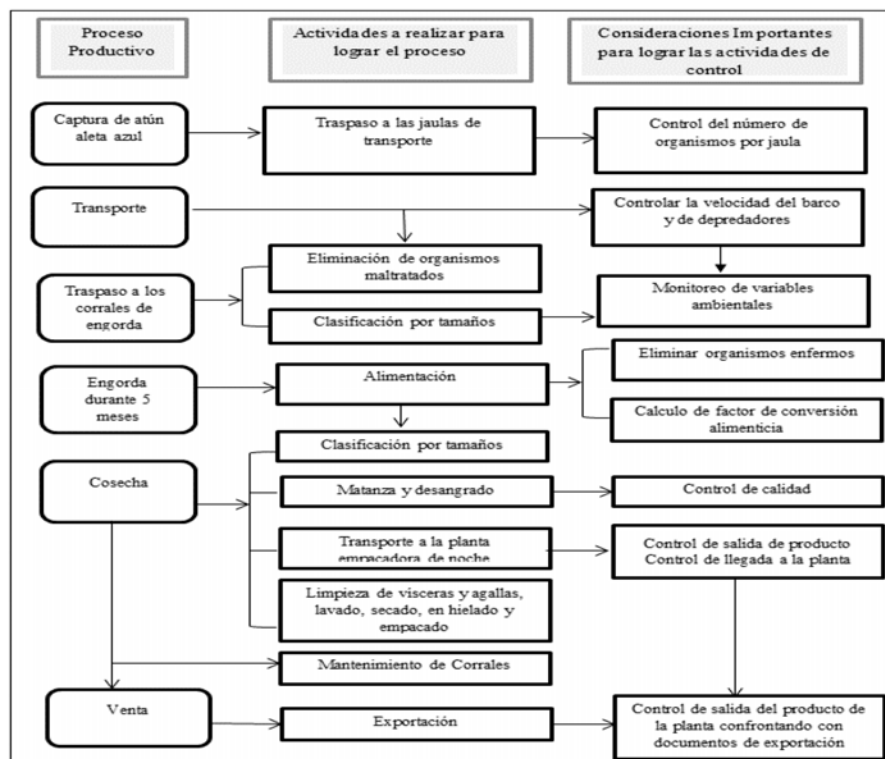 Proceso
Productivo
Actividades a realizar para
lograr el proceso
Consideraciones Importantes
para lograr las actividades de
control
Captura de atún
aleta azul
Traspaso a las jaulas de
transporte
Control del número de
organismos por jaula
Transporte
Controlar la velocidad del barco
y de depredadores
Eliminación de organismos
maltratados
Traspaso a los
corrales de
engorda
Monitoreo de variables
ambientales
Clasificación por tamaños
Engorda
durante 5
meses
Alimentación
Eliminar organismos enfermos
Calculo de factor de conversión
alimenticia
Clasificación por tamaños
Cosecha
Matanza y desangrado
Control de calidad
Transporte a la planta
empacadora de noche
Control de salida de producto
Control de llegada a la planta
Limpieza de vísceras y agallas,
lavado, secado, en hielado y
empacado
Mantenimiento de Corrales
Venta
Exportación
Control de salida del producto de
la planta confrontando con
documentos de exportación